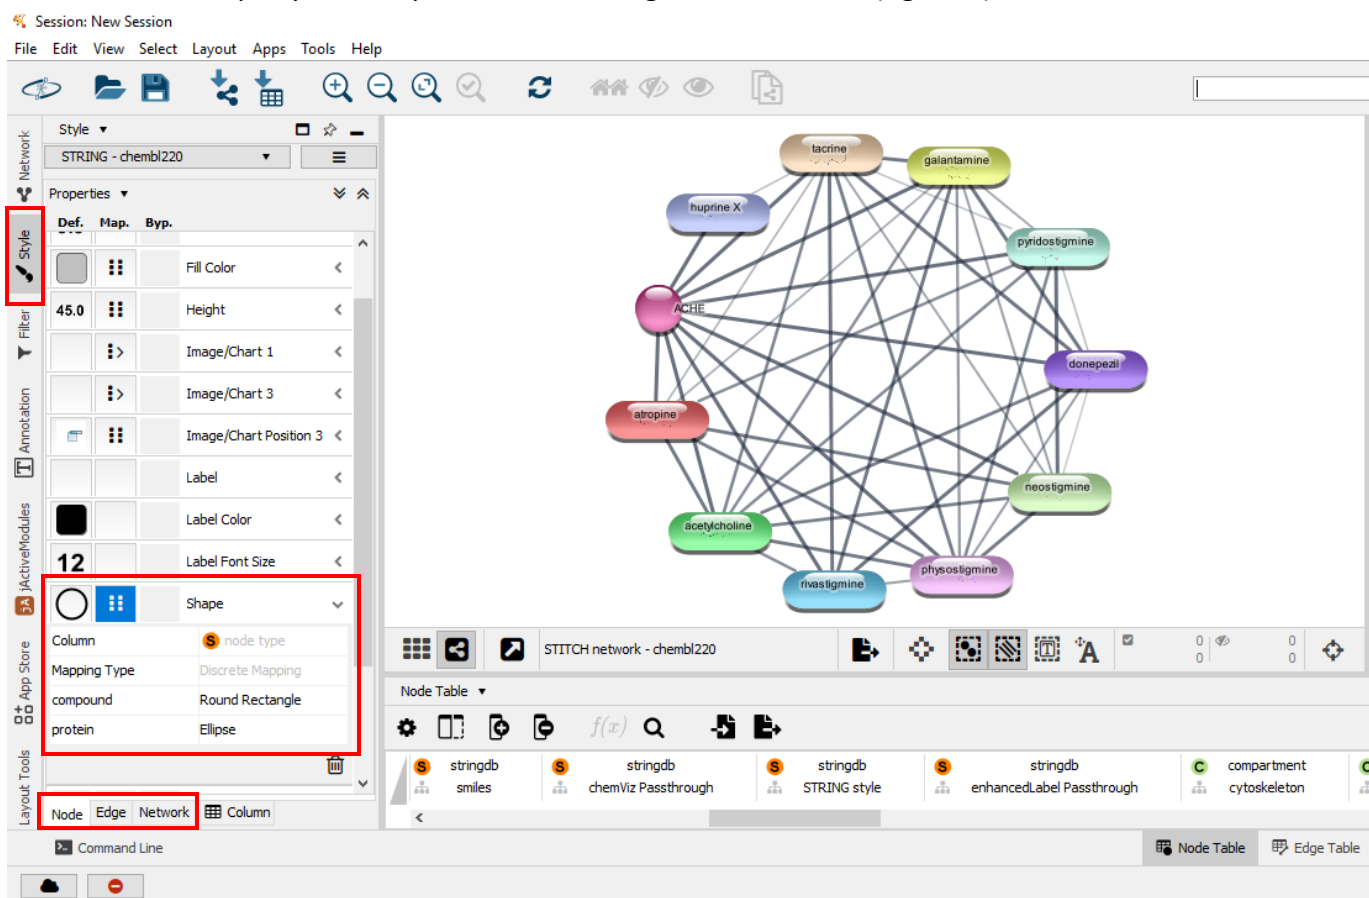 Session: New Session
File Edit View Select Layout Apps Tools Help
Network
Style
Filter
Annotation
jActiveModules
App Store
Layout Tools
Style
STRING - chembl220
Properties
Def. Map. Byp.
Fill Color
45.0 Height
Image/Chart 1
Image/Chart 3
Image/Chart Position 3
Label
Label Color
12 Label Font Size
Shape
Column S node type
Mapping Type Discrete Mapping
compound Round Rectangle
protein Ellipse
Node Edge Network Column
tacrine
galantamine
huprine X
pyridostigmine
ACHE
donepezil
atropine
neostigmine
acetylcholine
physostigmine
rivastigmine
STITCH network - chembl220
0 0
0 0
Node Table
f(x)
S stringdb S stringdb S stringdb S stringdb C compartment
smiles chemViz Passthrough STRING style enhancedLabel Passthrough cytoskeleton
Command Line
Node Table Edge Table